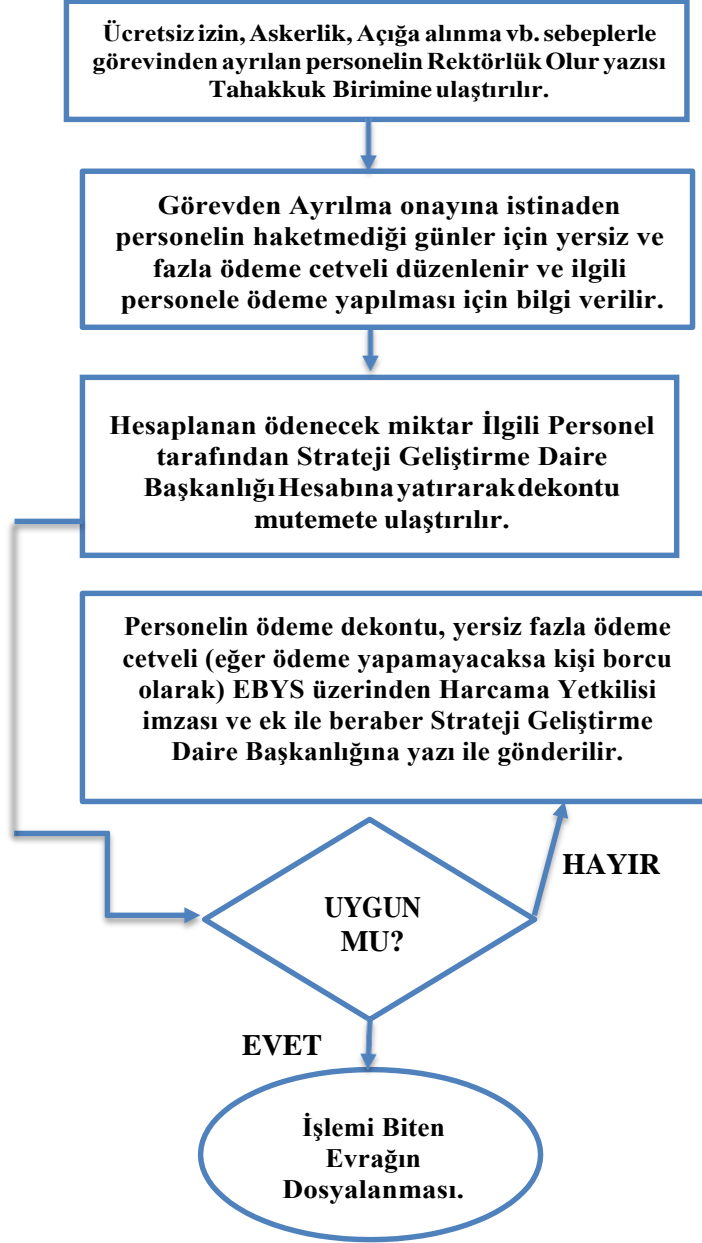 Ücretsiz izin, Askerlik, Açığa alınma vb. sebeplerle
görevinden ayrılan personelin Rektörlük Olur yazısı
Tahakkuk Birimine ulaştırılır.
Görevden Ayrılma onayına istinaden
personelin haketmediği günler için yersiz ve
fazla ödeme cetveli düzenlenir ve ilgili
personele ödeme yapılması için bilgi verilir.
Hesaplanan ödenecek miktar İlgili Personel
tarafından Strateji Geliştirme Daire
Başkanlığı Hesabına yatırarak dekontu
mutemete ulaştırılır.
Personelin ödeme dekontu, yersiz fazla ödeme
cetveli (eğer ödeme yapamayacaksa kişi borcu
olarak) EBYS üzerinden Harcama Yetkilisi
imzası ve ek ile beraber Strateji Geliştirme
Daire Başkanlığına yazı ile gönderilir.
HAYIR
UYGUN
MU?
EVET
İşlemi Biten
Evrağın
Dosyalanması.